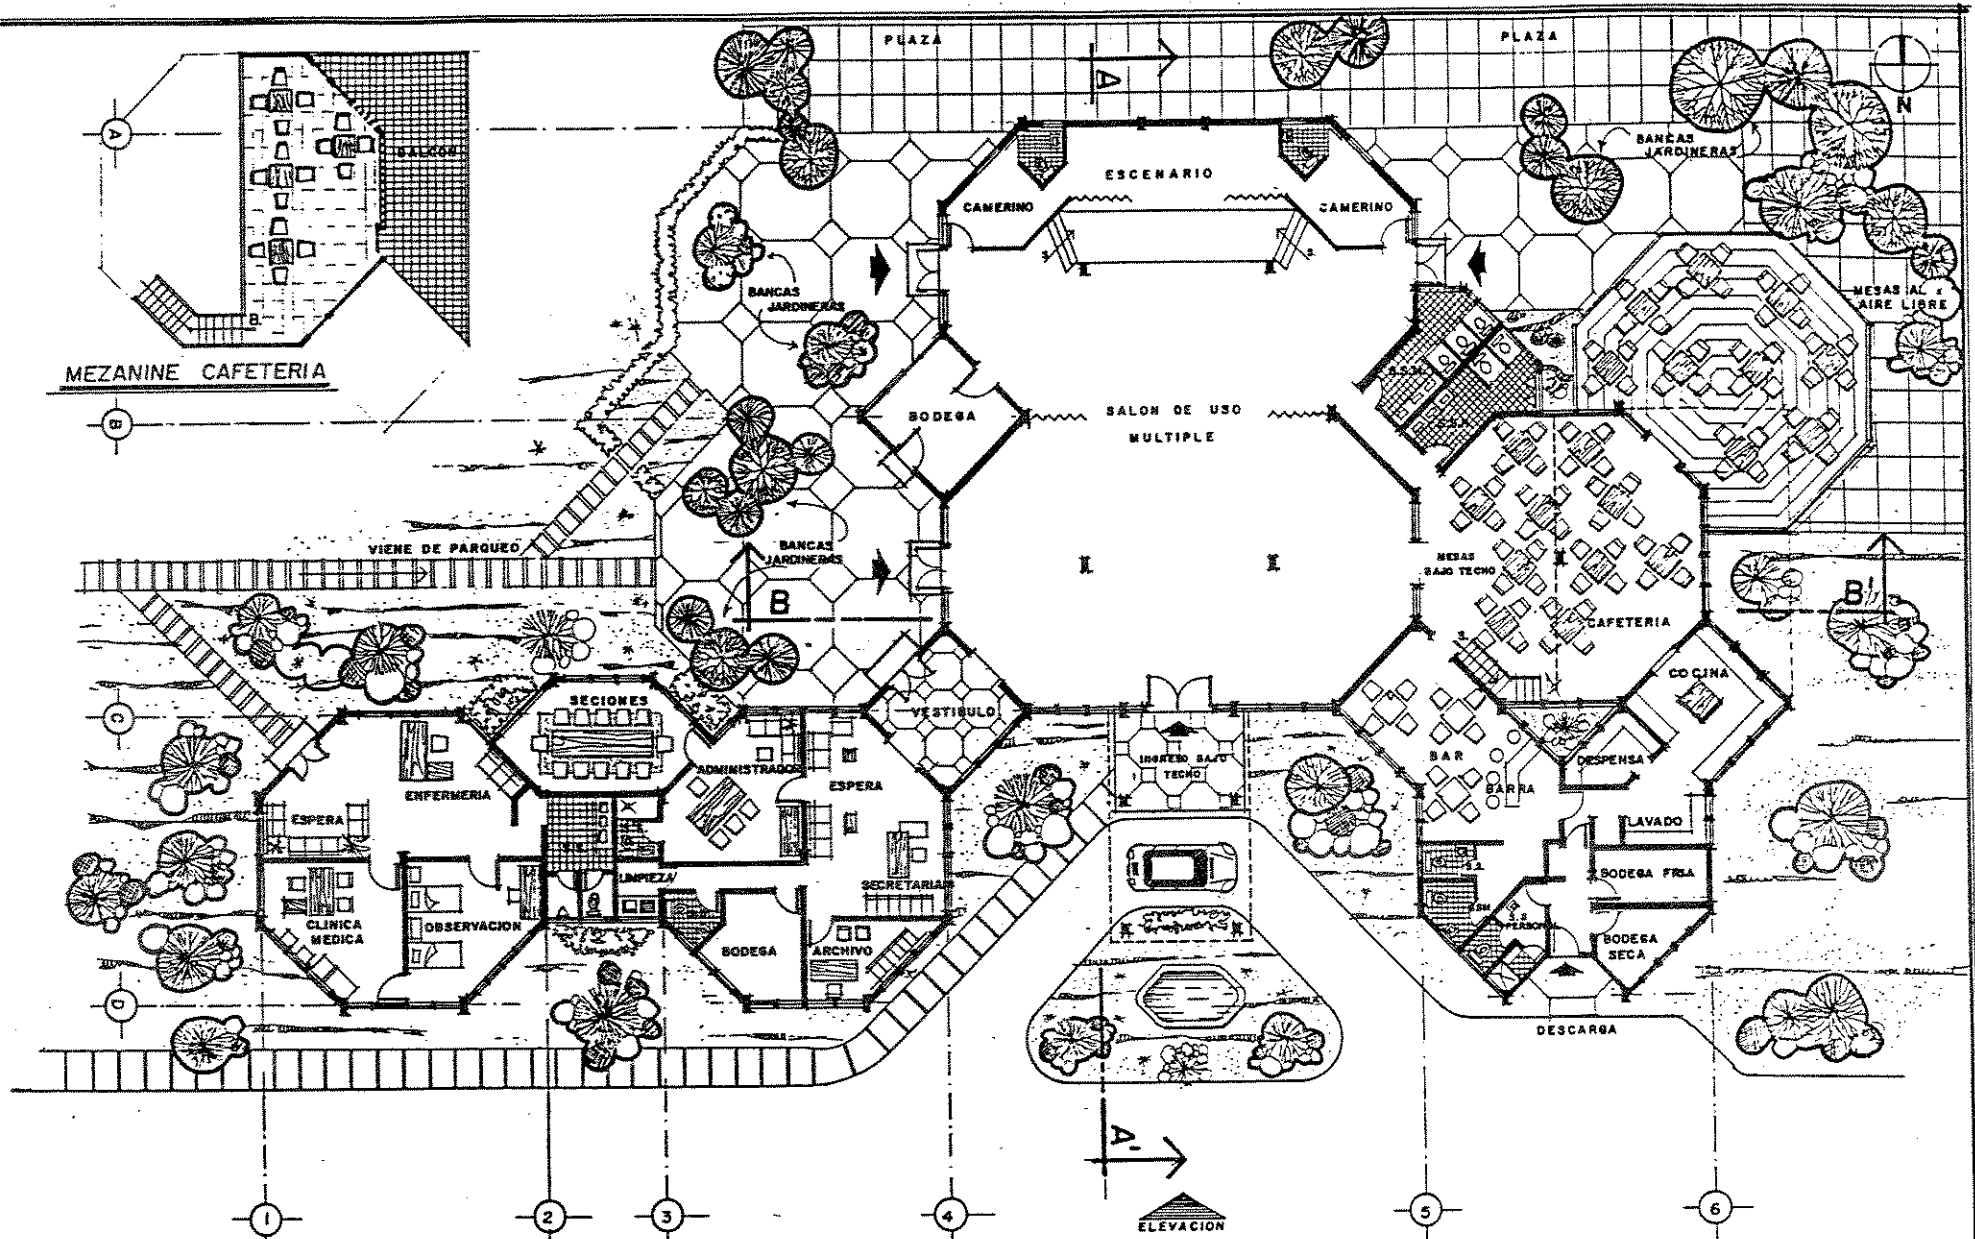 PLAZA
PLAZA
A
N
A
BANCAS
JARDINERAS
BALCON
ESCENARIO
CAMERINO
CAMERINO
S.
S.
BANCAS
JARDINERAS
MESAS AL
AIRE LIBRE
B.
MEZANINE CAFETERIA
S.S.M.
B
BODEGA
SALON DE USO
MULTIPLE
S.S.H.
VIENE DE PARQUEO
BANCAS
JARDINERAS
MESAS
BAJO TECHO
B
B'
CAFETERIA
S.
COCINA
C
SECIONES
VESTIBULO
INGRESO BAJO
TECHO
BAR
DESPENSA
ADMINISTRADOR
ESPERA
BARRA
ENFERMERIA
ESPERA
LAVADO
S.S.
LIMPIEZA
SECRETARIA
BODEGA FRIA
CLINICA
MEDICA
OBSERVACION
S.S.
PERSONAL
BODEGA
ARCHIVO
BODEGA
SECA
D
DESCARGA
A'
1
2
3
4
5
6
ELEVACION